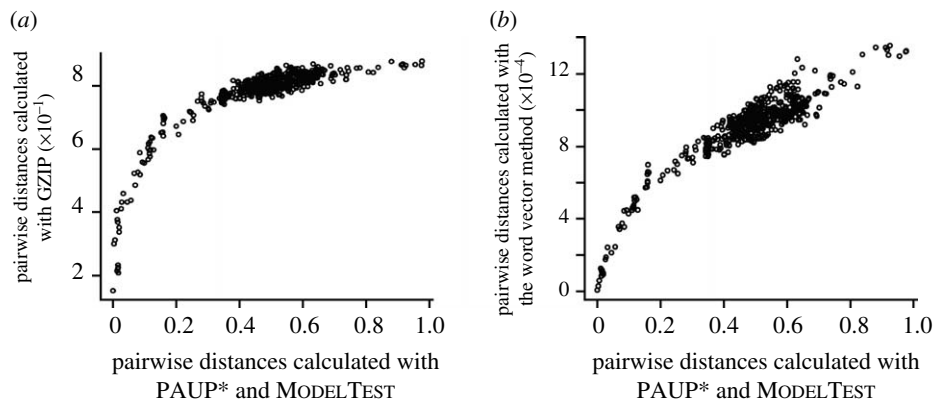 (a)
pairwise distances calculated
with GZIP (×10⁻¹)
8
6
4
2
0 0.2 0.4 0.6 0.8 1.0
pairwise distances calculated with
PAUP* and MODELTEST
(b)
pairwise distances calculated with
the word vector method (×10⁻⁴)
12
8
4
0
0 0.2 0.4 0.6 0.8 1.0
pairwise distances calculated with
PAUP* and MODELTEST